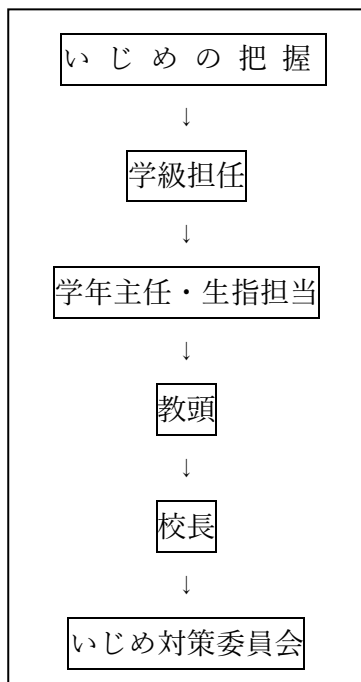 いじめの把握
↓
学級担任
↓
学年主任・生指担当
↓
教頭
↓
校長
↓
いじめ対策委員会